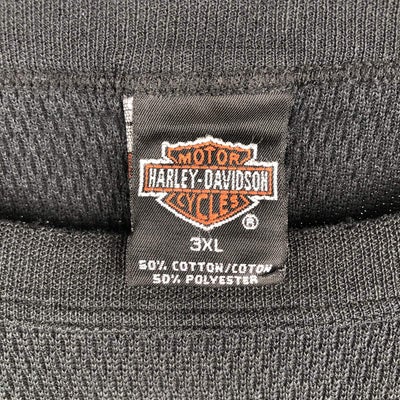 MOTOR
HARLEY-DAVIDSON
CYCLES
®
3XL
50% COTTON/COTON
50% POLYESTER